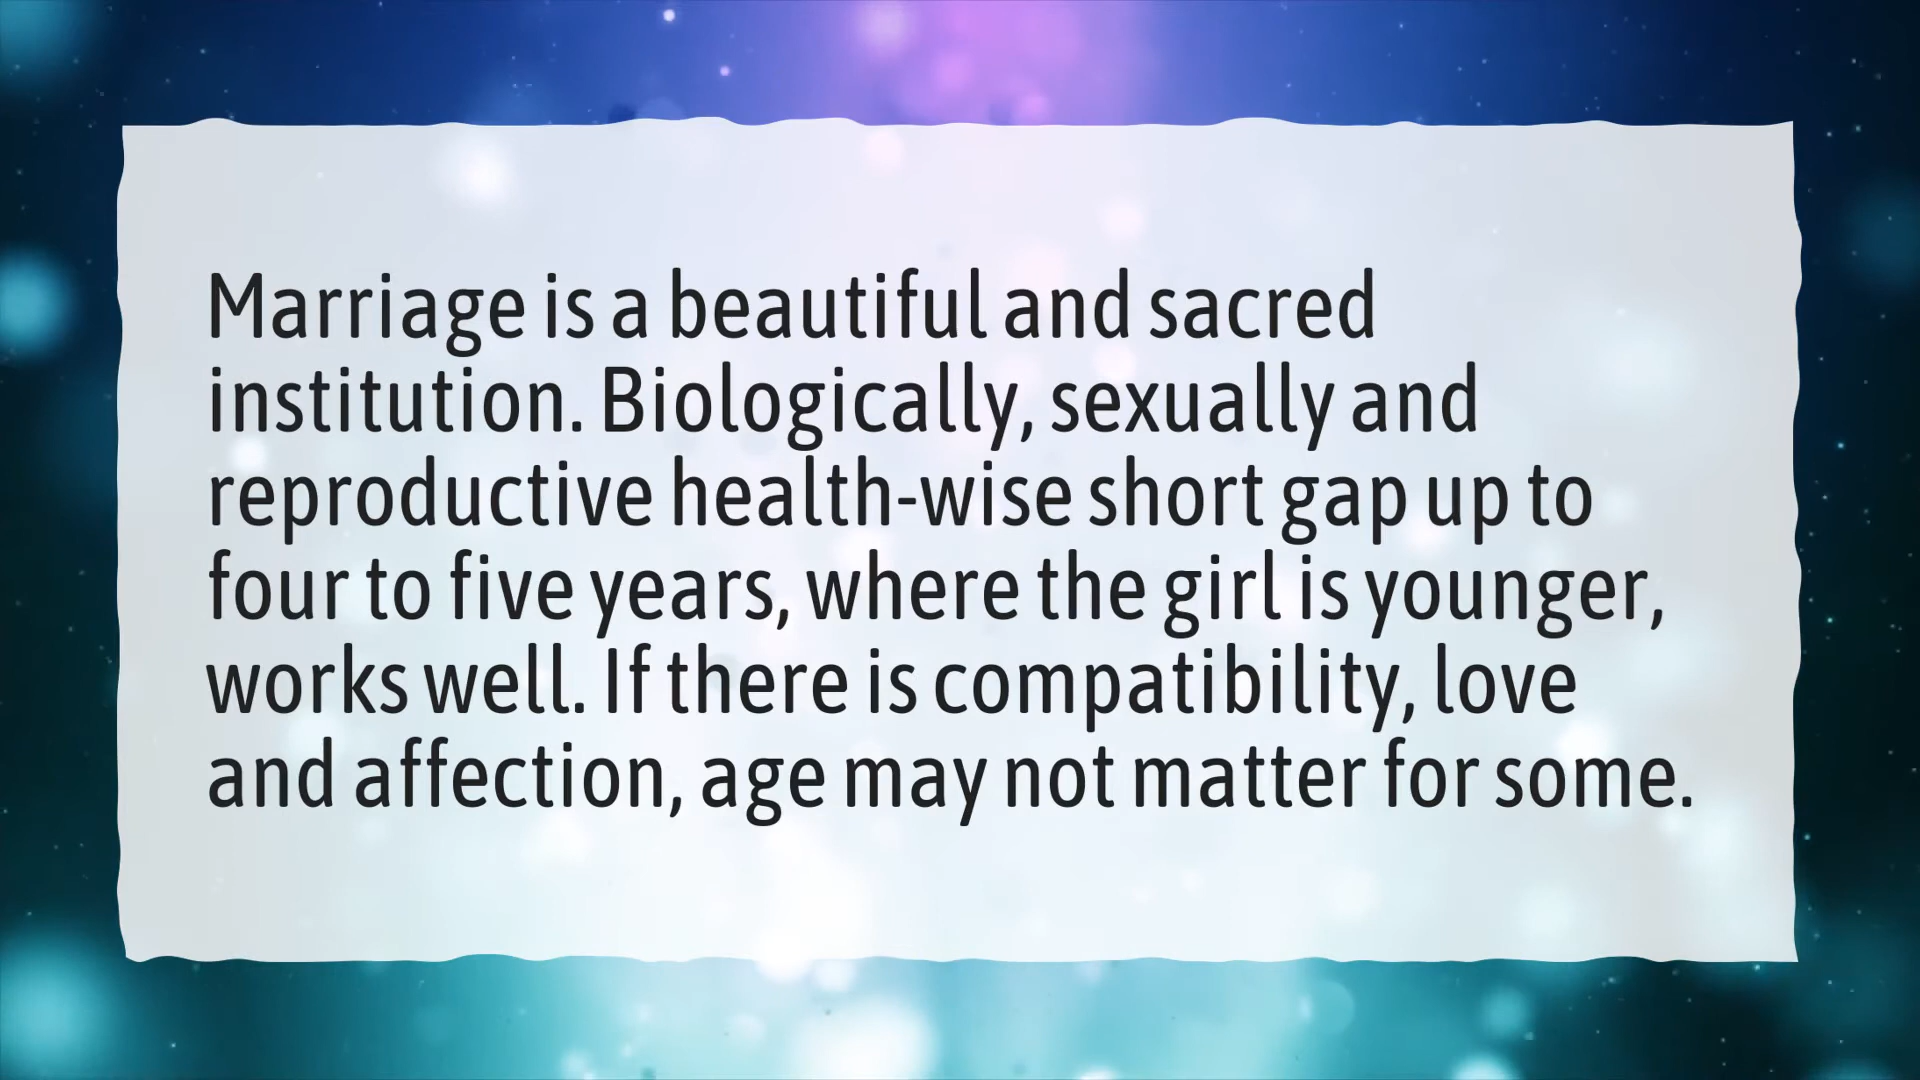 Marriage is a beautiful and sacred
institution. Biologically, sexually and
reproductive health-wise short gap up to
four to five years, where the girl is younger,
works well. If there is compatibility, love
and affection, age may not matter for some.